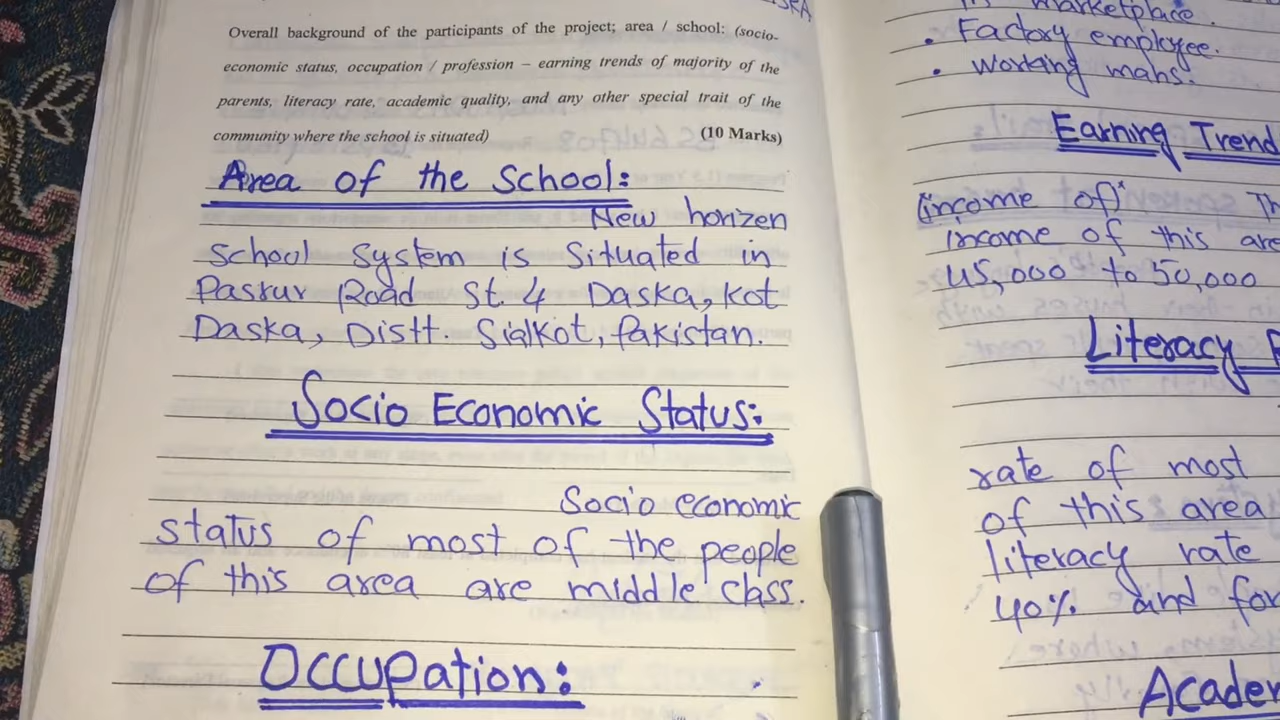 Overall background of the participants of the project; area / school: (socio-
economic status, occupation / profession – earning trends of majority of the
parents, literacy rate, academic quality, and any other special trait of the
community where the school is situated) (10 Marks)
Area of the School:
New horizen
School System is Situated in
Pasrur Road St. 4 Daska, Kot
Daska, Distt. Sialkot, Pakistan.
Socio Economic Status:
Socio economic
status of most of the people
of this area are middle class.
Occupation:
marketplace.
• Factory employee.
• Working mans.
Earning Trend
(income of) Th
income of this are
45,000 to 50,000
Literacy
rate of most
of this area
literacy rate
40% and for
Acade